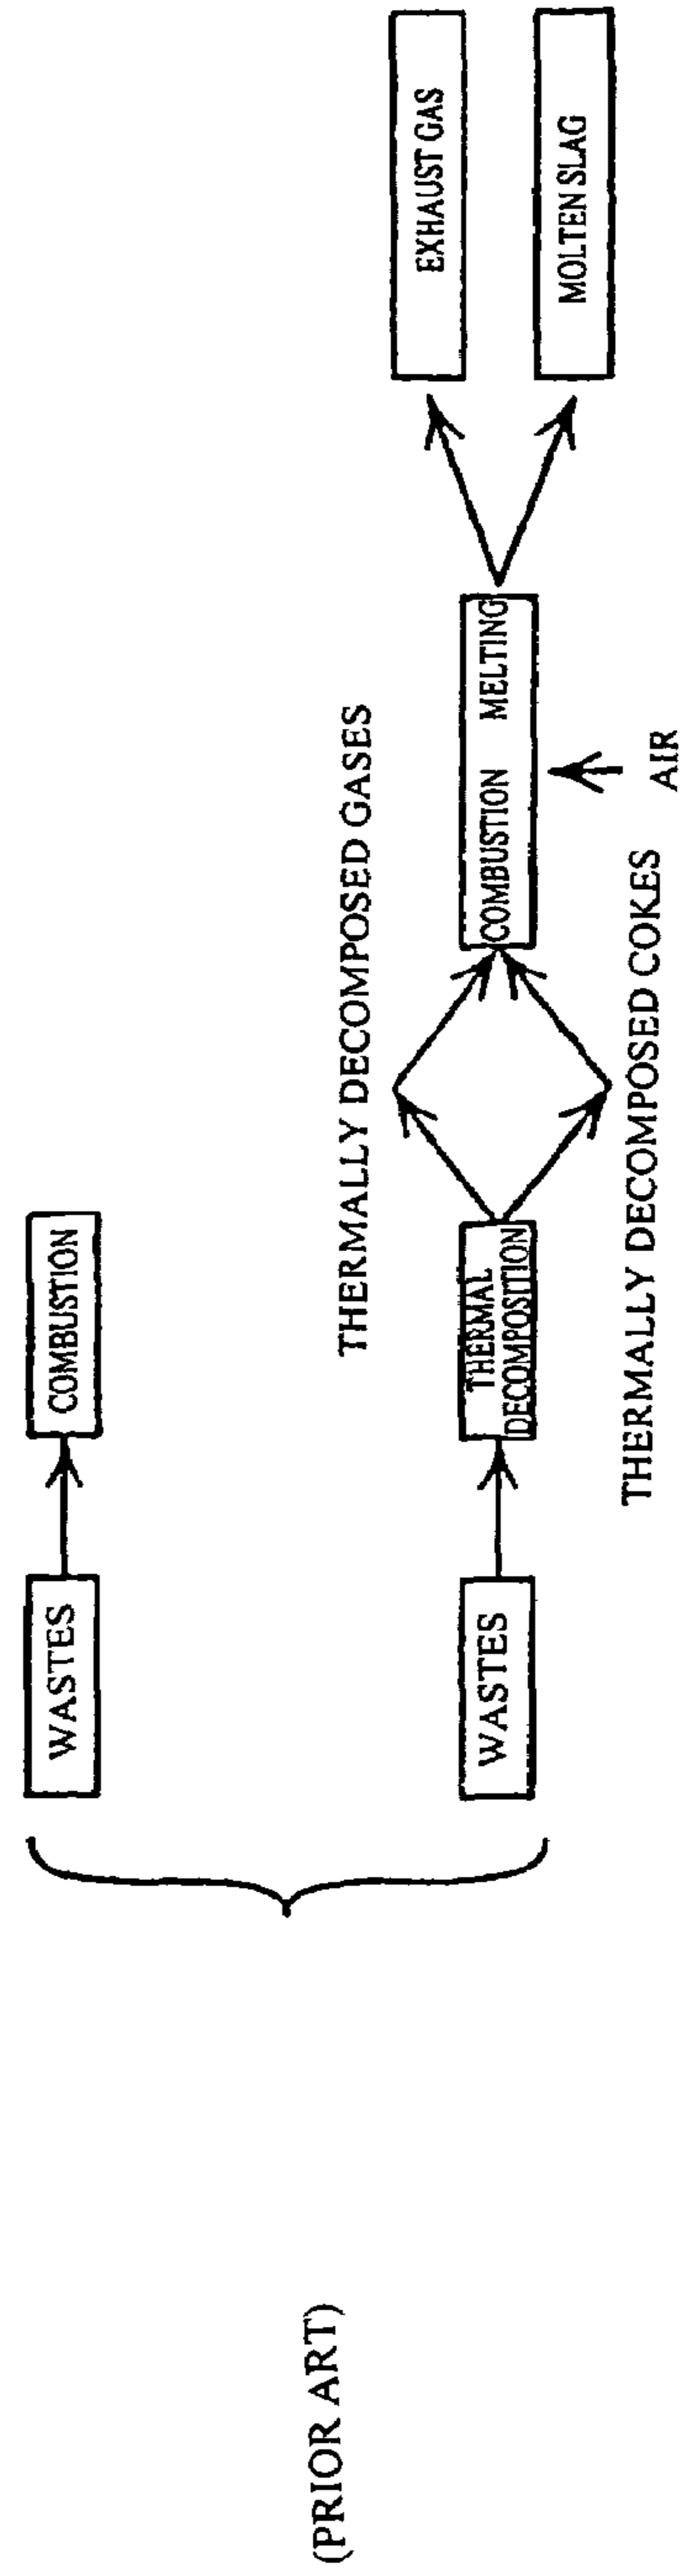 (PRIOR ART)
WASTES
COMBUSTION
WASTES
THERMAL
DECOMPOSITION
THERMALLY DECOMPOSED GASES
THERMALLY DECOMPOSED COKES
COMBUSTION MELTING
AIR
EXHAUST GAS
MOLTEN SLAG